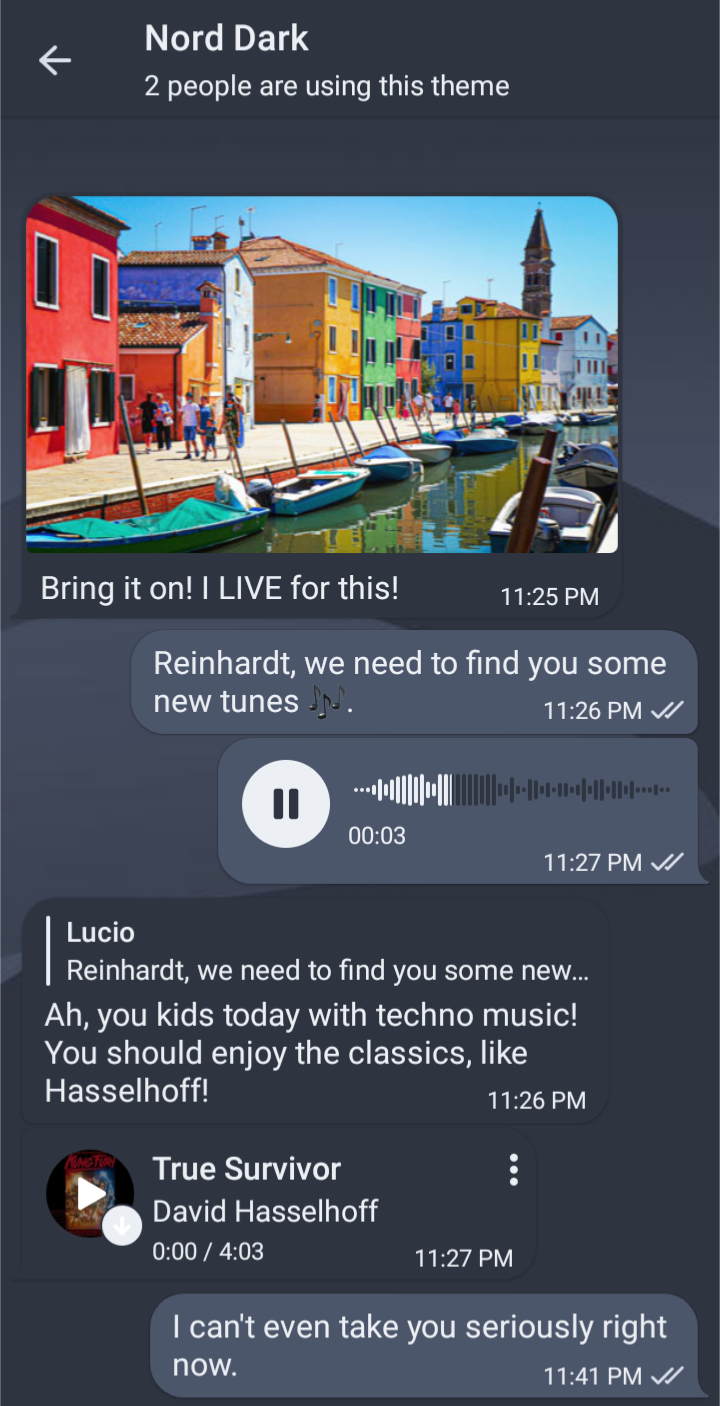 Nord Dark
2 people are using this theme
Bring it on! I LIVE for this!
11:25 PM
Reinhardt, we need to find you some
new tunes 🎶.
11:26 PM
00:03
11:27 PM
Lucio
Reinhardt, we need to find you some new...
Ah, you kids today with techno music!
You should enjoy the classics, like
Hasselhoff!
11:26 PM
KUNG FURY
True Survivor
David Hasselhoff
0:00 / 4:03
11:27 PM
I can't even take you seriously right
now.
11:41 PM